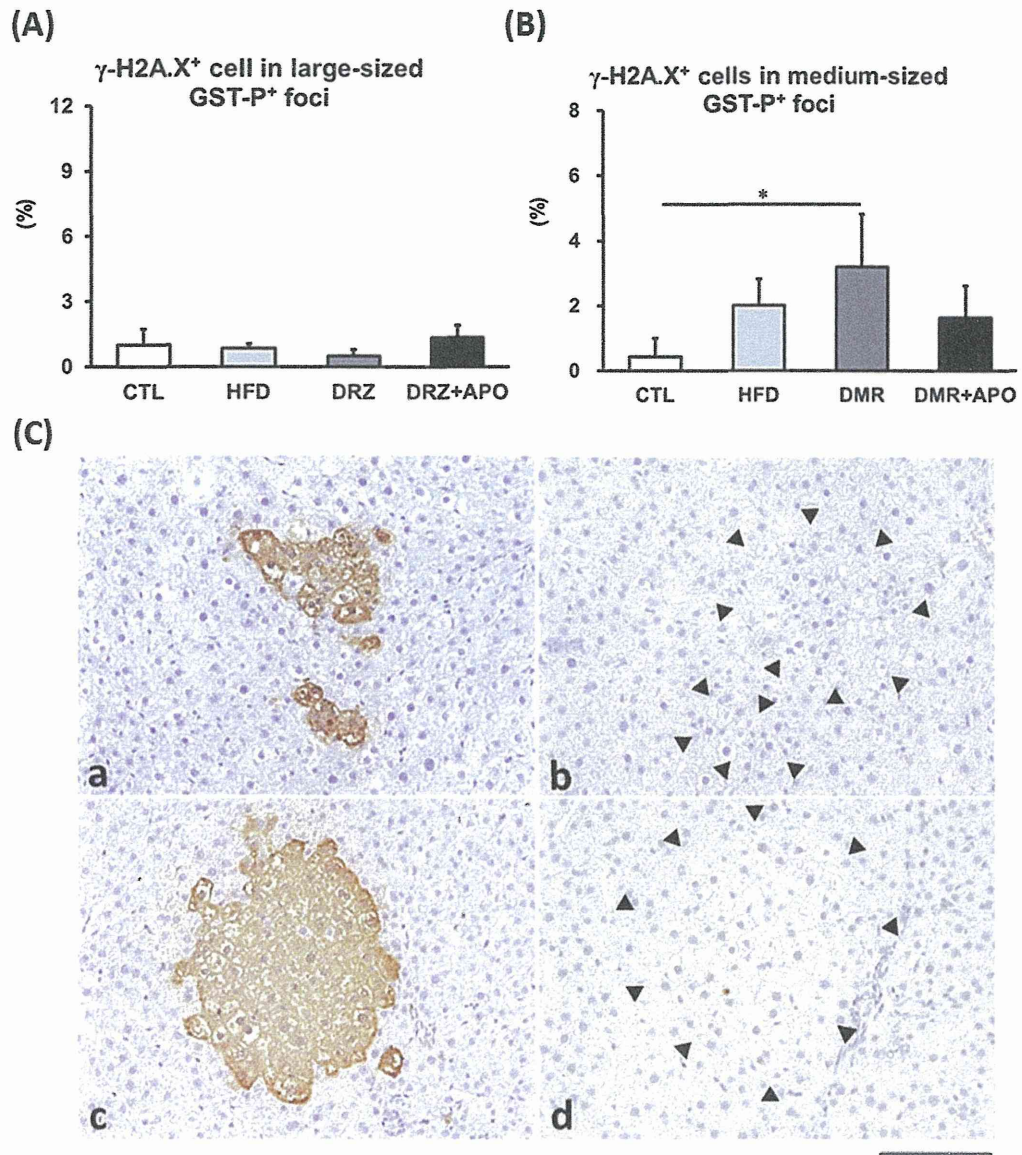 (A)
γ-H2A.X⁺ cell in large-sized
GST-P⁺ foci
12
9
6
3
0
(%)
CTL HFD DRZ DRZ+APO
(B)
γ-H2A.X⁺ cells in medium-sized
GST-P⁺ foci
8
6
4
2
0
(%)
*
CTL HFD DMR DMR+APO
(C)
a
b
c
d